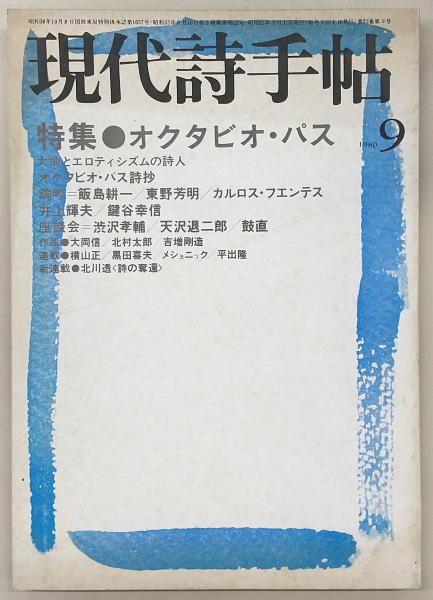 現代詩手帖
特集●オクタビオ・パス
1980 9
大地とエロティシズムの詩人
オクタビオ・パス詩抄
論考=飯島耕一/東野芳明/カルロス・フエンテス
井上輝夫/鍵谷幸信
座談会=渋沢孝輔/天沢退二郎/鼓直
作品●大岡信/北村太郎/吉増剛造
連載●横山正/黒田喜夫/メショニック/平出隆
新連載●北川透〈詩の奪還〉